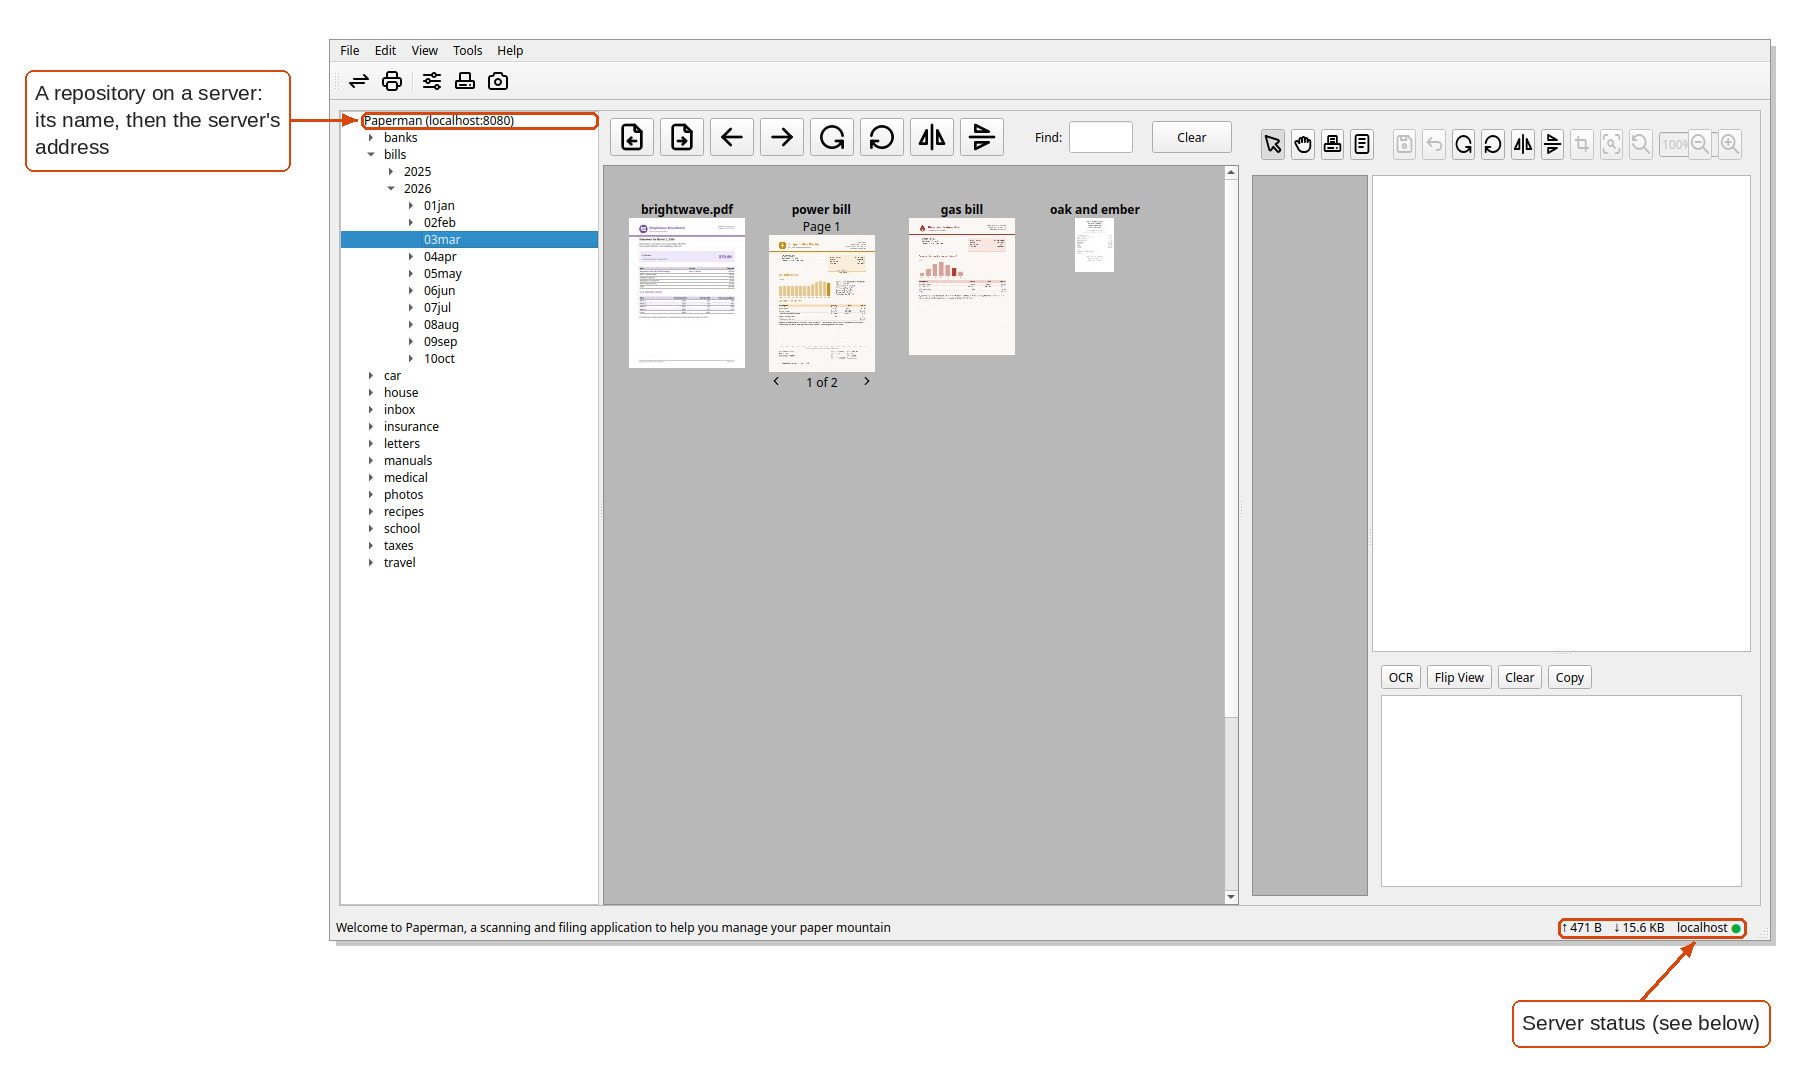 File Edit View Tools Help
A repository on a server:
its name, then the server's
address
Paperman (localhost:8080)
banks
bills
2025
2026
01jan
02feb
03mar
04apr
05may
06jun
07jul
08aug
09sep
10oct
car
house
inbox
insurance
letters
manuals
medical
photos
recipes
school
taxes
travel
Find:
Clear
100%
brightwave.pdf
power bill
Page 1
1 of 2
gas bill
oak and ember
OCR Flip View Clear Copy
Welcome to Paperman, a scanning and filing application to help you manage your paper mountain
↑ 471 B ↓ 15.6 KB localhost
Server status (see below)